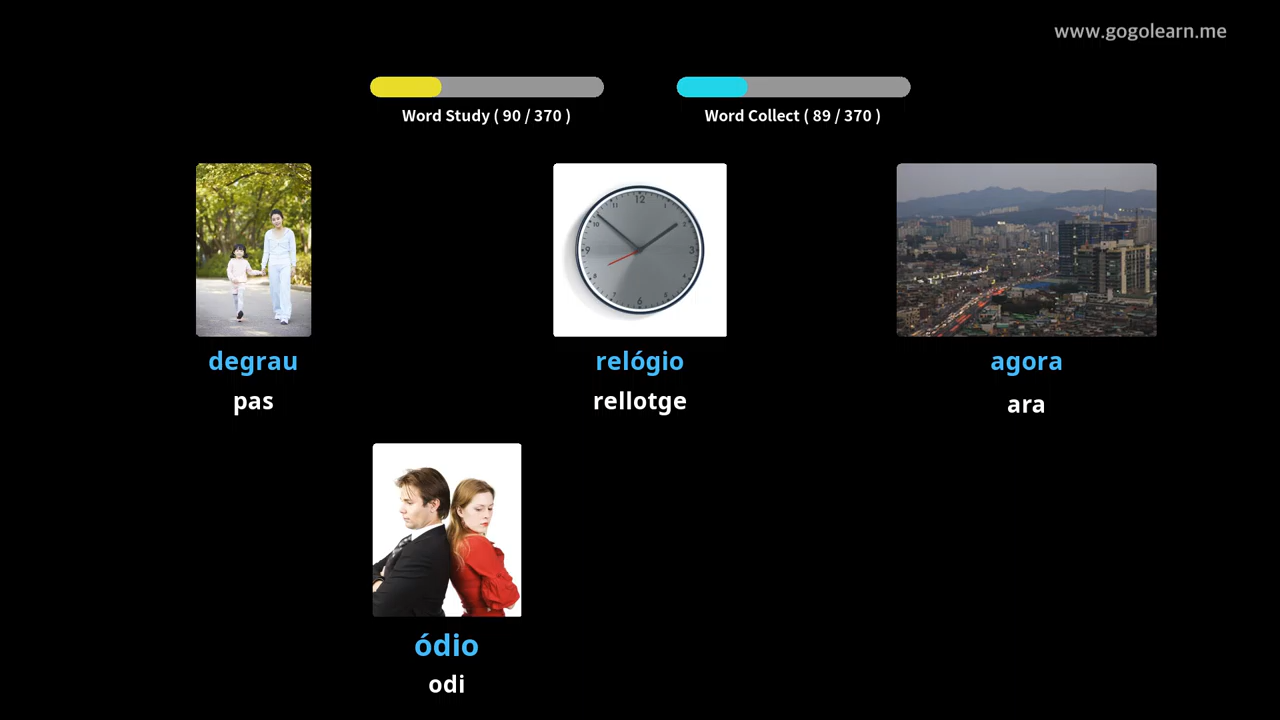 www.gogolearn.me
Word Study ( 90 / 370 )
Word Collect ( 89 / 370 )
degrau
pas
relógio
rellotge
agora
ara
ódio
odi